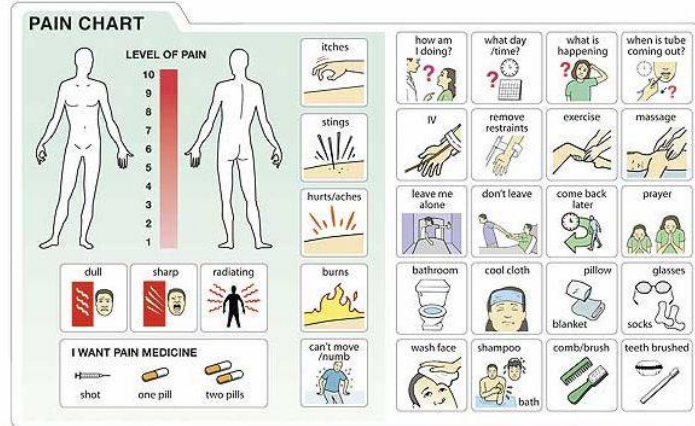 PAIN CHART
LEVEL OF PAIN
10
9
8
7
6
5
4
3
2
1
dull
sharp
radiating
I WANT PAIN MEDICINE
shot
one pill
two pills
itches
stings
hurts/aches
burns
can't move
/numb
how am
I doing?
what day
/time?
what is
happening
when is tube
coming out?
?
?
?
?
IV
remove
restraints
exercise
massage
leave me
alone
don't leave
come back
later
prayer
bathroom
cool cloth
pillow
blanket
glasses
socks
wash face
shampoo
bath
comb/brush
teeth brushed